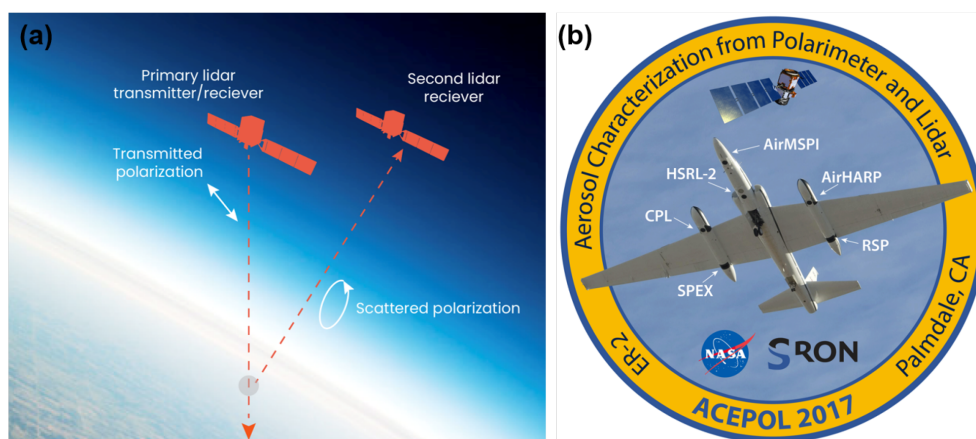 (a)
Primary lidar
transmitter/reciever
Second lidar
reciever
Transmitted
polarization
Scattered polarization
(b)
Aerosol Characterization from Polarimeter and Lidar
AirMSPI
HSRL-2
AirHARP
CPL
RSP
SPEX
NASA
SRON
ER-2
Palmdale, CA
ACEPOL 2017